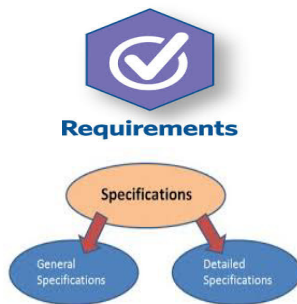 Requirements
Specifications
General
Specifications
Detailed
Specifications